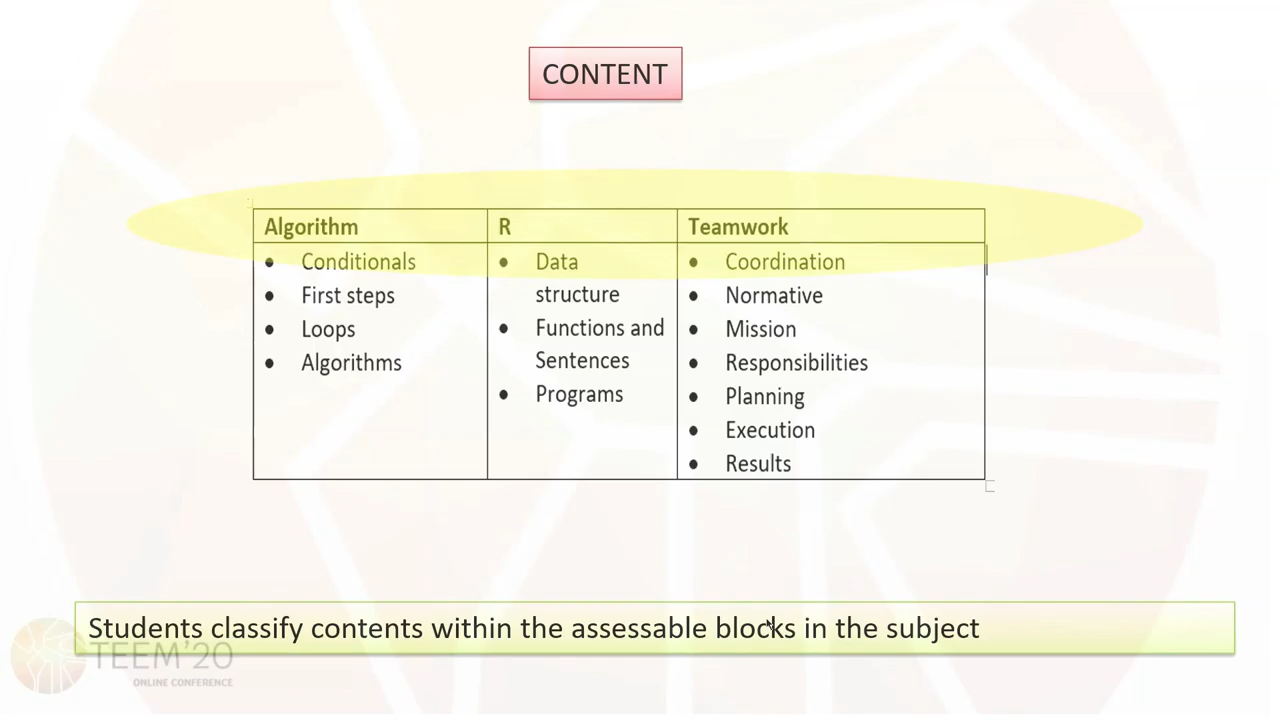 CONTENT
Algorithm
R
Teamwork
Conditionals
First steps
Loops
Algorithms
Data
structure
Functions and
Sentences
Programs
Coordination
Normative
Mission
Responsibilities
Planning
Execution
Results
Students classify contents within the assessable blocks in the subject
TEEM'20
ONLINE CONFERENCE